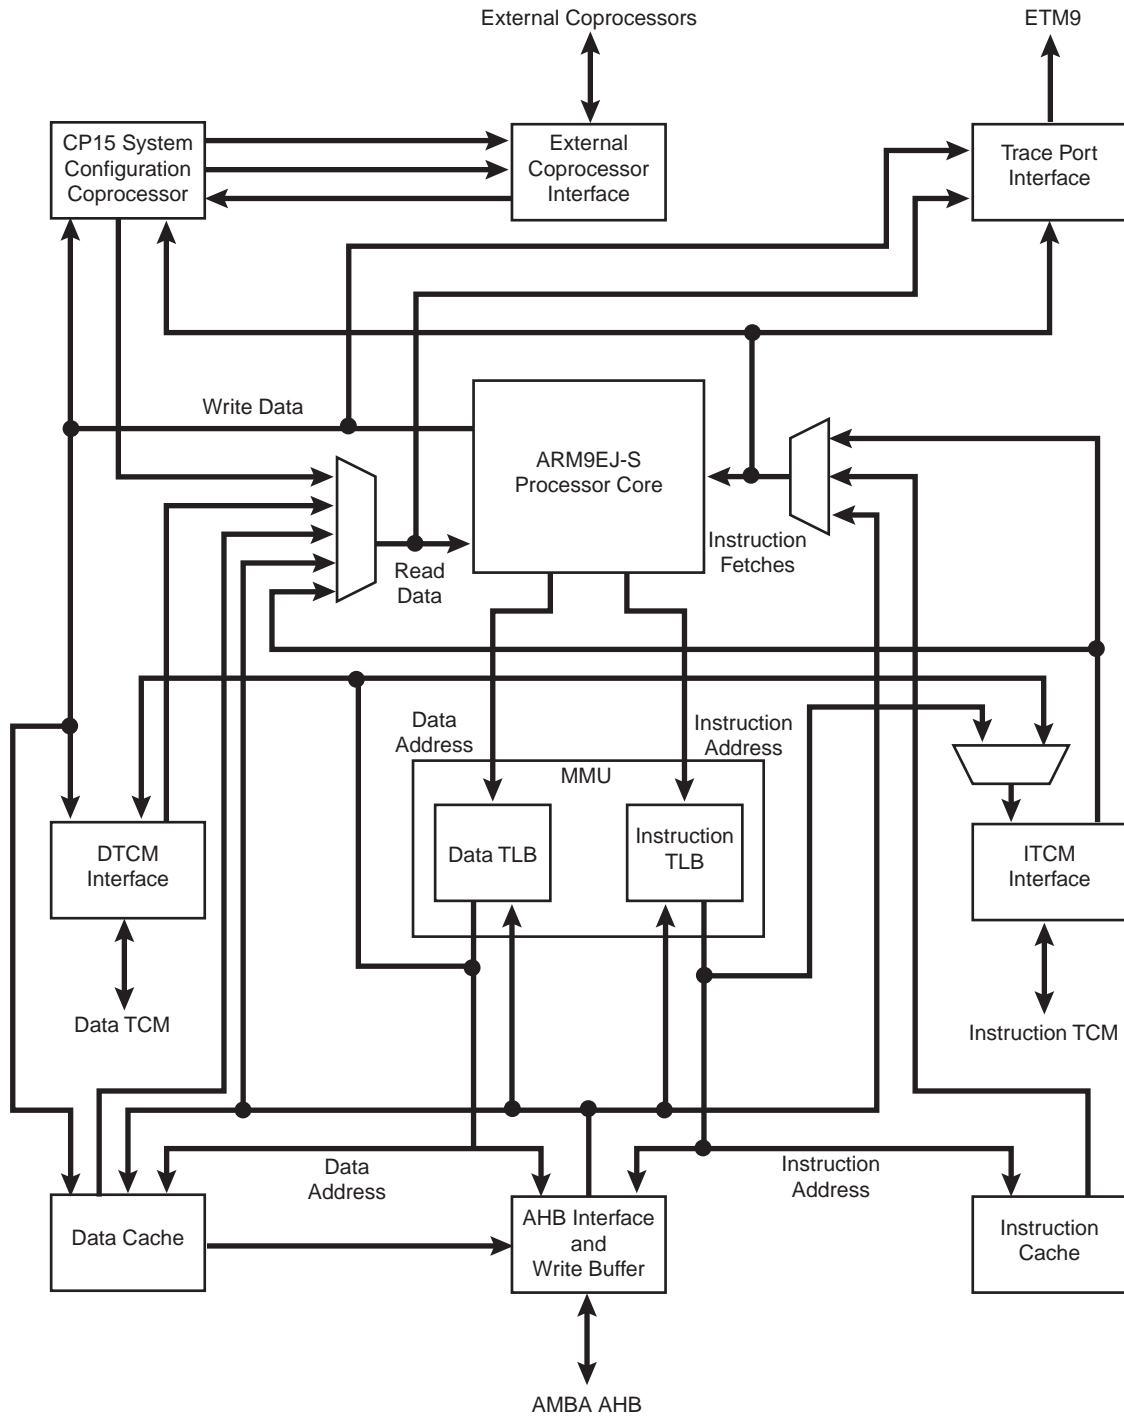 External Coprocessors
ETM9
CP15 System
Configuration
Coprocessor
External
Coprocessor
Interface
Trace Port
Interface
Write Data
ARM9EJ-S
Processor Core
Instruction
Fetches
Read
Data
Data
Address
Instruction
Address
MMU
DTCM
Interface
Data TLB
Instruction
TLB
ITCM
Interface
Data TCM
Instruction TCM
Data
Address
Instruction
Address
Data Cache
AHB Interface
and
Write Buffer
Instruction
Cache
AMBA AHB